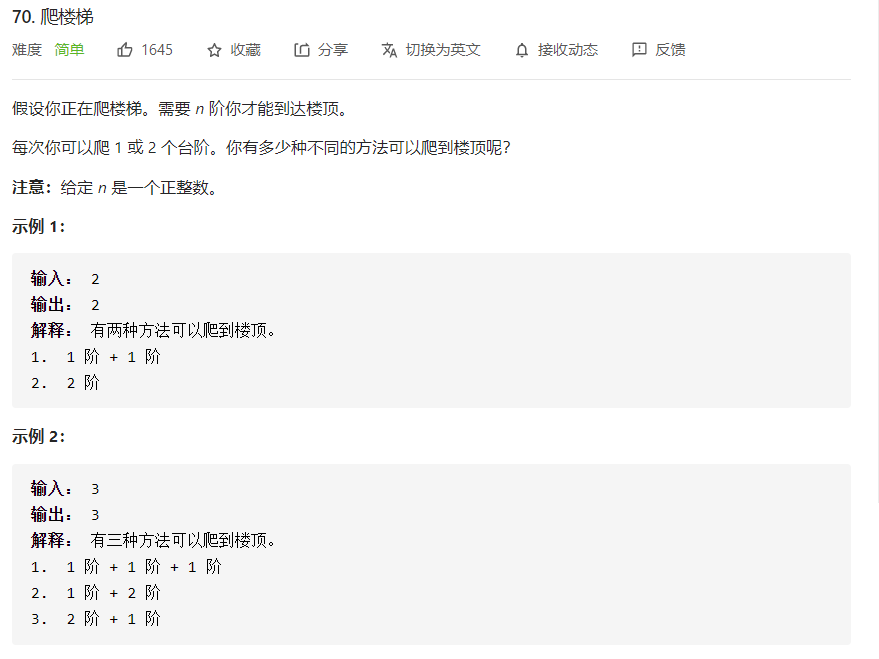 70. 爬楼梯
难度 简单 1645 收藏 分享 切换为英文 接收动态 反馈
假设你正在爬楼梯。需要 n 阶你才能到达楼顶。
每次你可以爬 1 或 2 个台阶。你有多少种不同的方法可以爬到楼顶呢？
注意：给定 n 是一个正整数。
示例 1：
输入： 2
输出： 2
解释： 有两种方法可以爬到楼顶。
1. 1 阶 + 1 阶
2. 2 阶
示例 2：
输入： 3
输出： 3
解释： 有三种方法可以爬到楼顶。
1. 1 阶 + 1 阶 + 1 阶
2. 1 阶 + 2 阶
3. 2 阶 + 1 阶